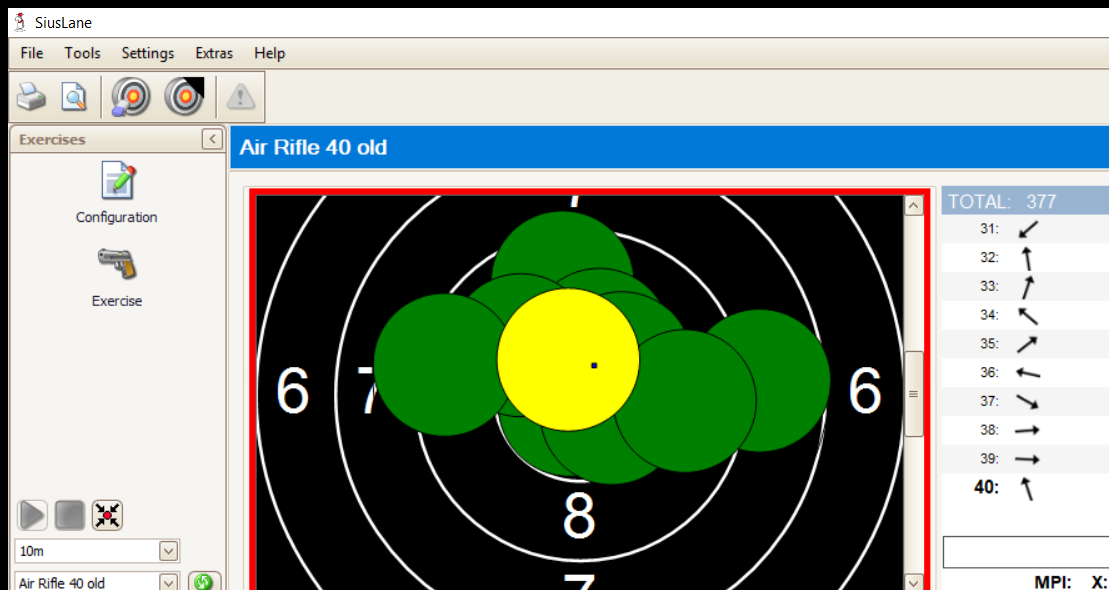 SiusLane
File Tools Settings Extras Help
Exercises
Configuration
Exercise
10m
Air Rifle 40 old
Air Rifle 40 old
7
6 7 6
8
7
TOTAL: 377
31:
32:
33:
34:
35:
36:
37:
38:
39:
40:
MPI: X: